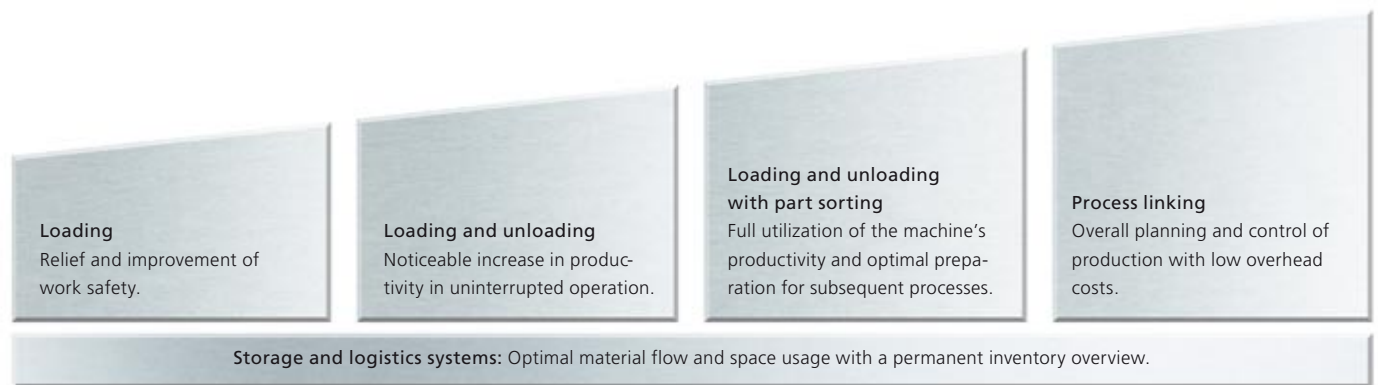 Loading
Relief and improvement of
work safety.
Loading and unloading
Noticeable increase in produc-
tivity in uninterrupted operation.
Loading and unloading
with part sorting
Full utilization of the machine's
productivity and optimal prepa-
ration for subsequent processes.
Process linking
Overall planning and control of
production with low overhead
costs.
Storage and logistics systems: Optimal material flow and space usage with a permanent inventory overview.